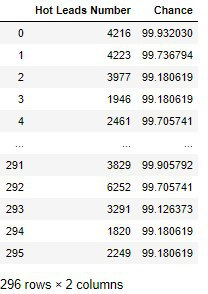 Hot Leads Number Chance
0 4216 99.932030
1 4223 99.736794
2 3977 99.180619
3 1946 99.180619
4 2461 99.705741
... ... ...
291 3829 99.905792
292 6252 99.705741
293 3291 99.126373
294 1820 99.180619
295 2249 99.180619
296 rows × 2 columns